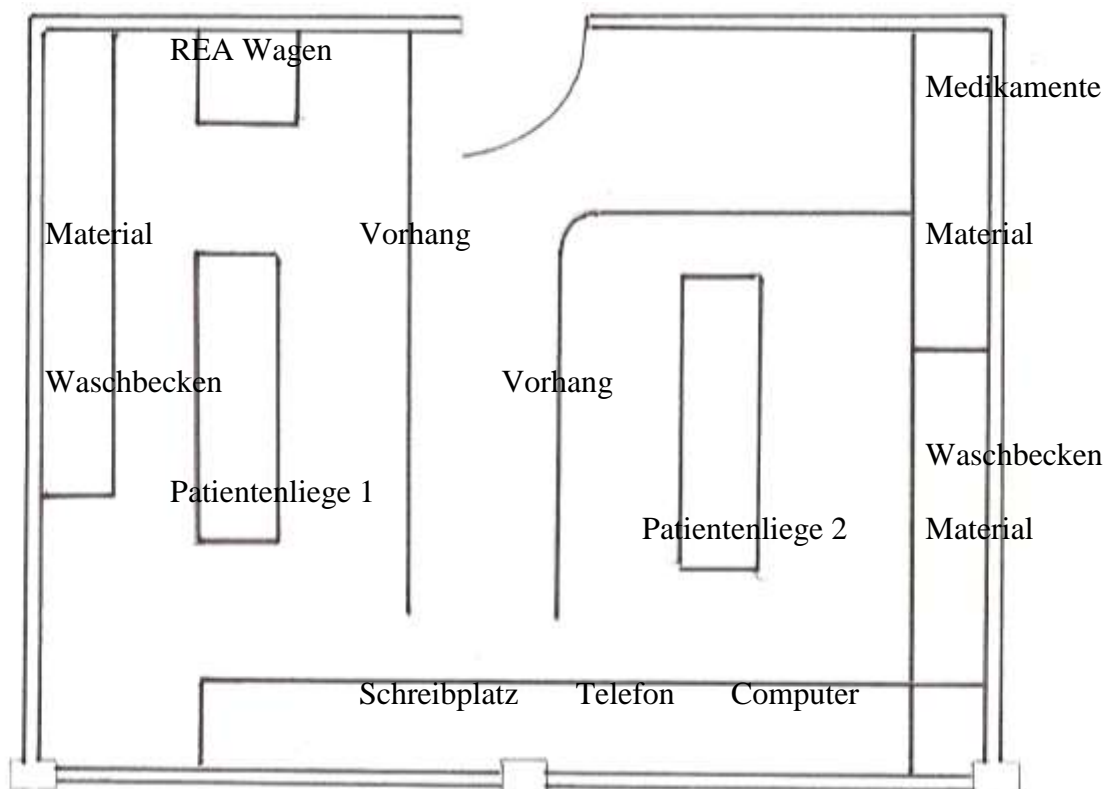 REA Wagen
Medikamente
Material Vorhang Material
Waschbecken Vorhang
Waschbecken
Patientenliege 1
Patientenliege 2 Material
Schreibplatz Telefon Computer